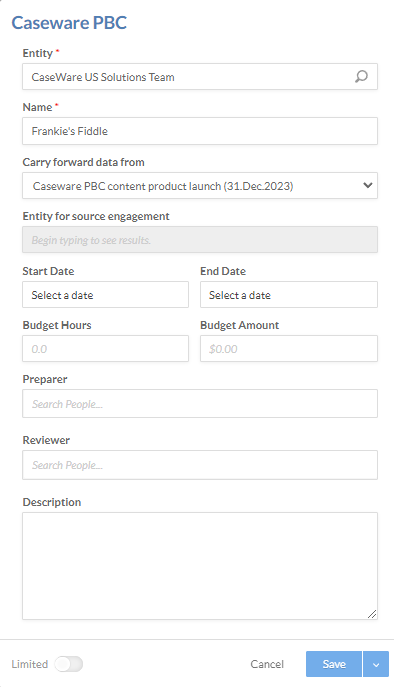 Caseware PBC
Entity *
CaseWare US Solutions Team
Name *
Frankie's Fiddle
Carry forward data from
Caseware PBC content product launch (31.Dec.2023)
Entity for source engagement
Begin typing to see results.
Start Date End Date
Select a date Select a date
Budget Hours Budget Amount
0.0 $0.00
Preparer
Search People...
Reviewer
Search People...
Description
Limited Cancel Save